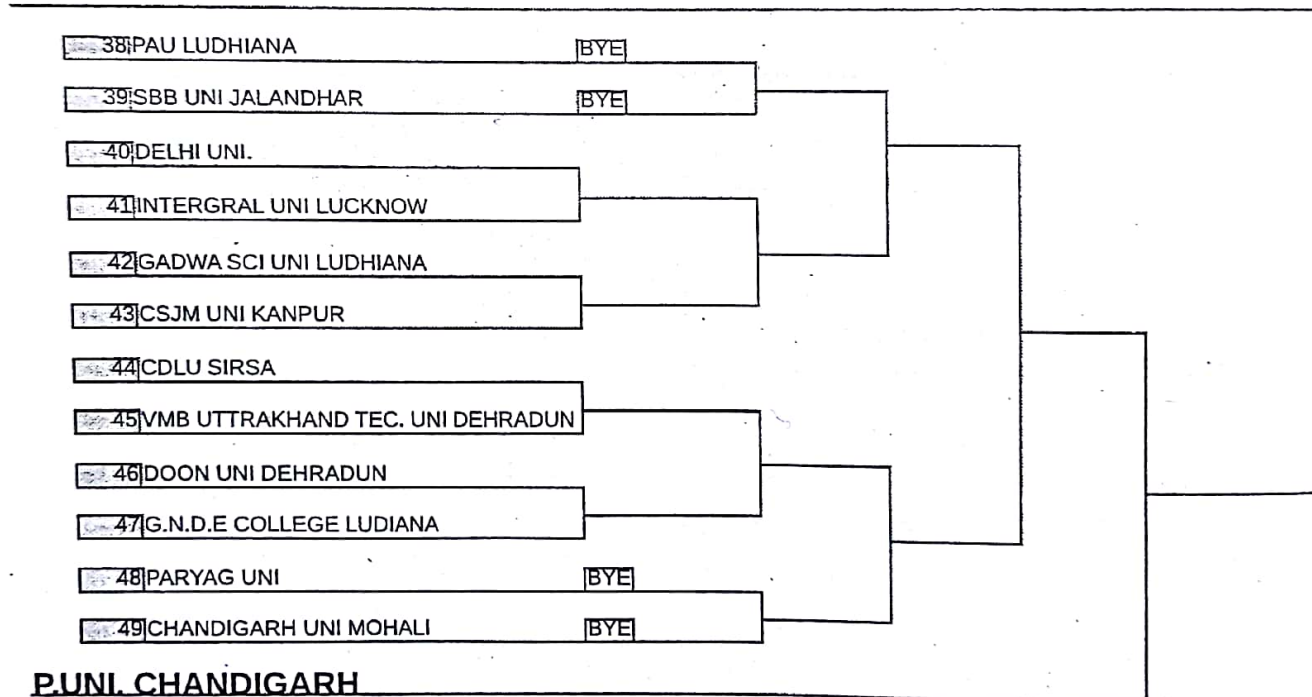 38 PAU LUDHIANA BYE
39 SBB UNI JALANDHAR BYE
40 DELHI UNI.
41 INTERGRAL UNI LUCKNOW
42 GADWA SCI UNI LUDHIANA
43 CSJM UNI KANPUR
44 CDLU SIRSA
45 VMB UTTRAKHAND TEC. UNI DEHRADUN
46 DOON UNI DEHRADUN
47 G.N.D.E COLLEGE LUDIANA
48 PARYAG UNI BYE
49 CHANDIGARH UNI MOHALI BYE
P.UNI. CHANDIGARH